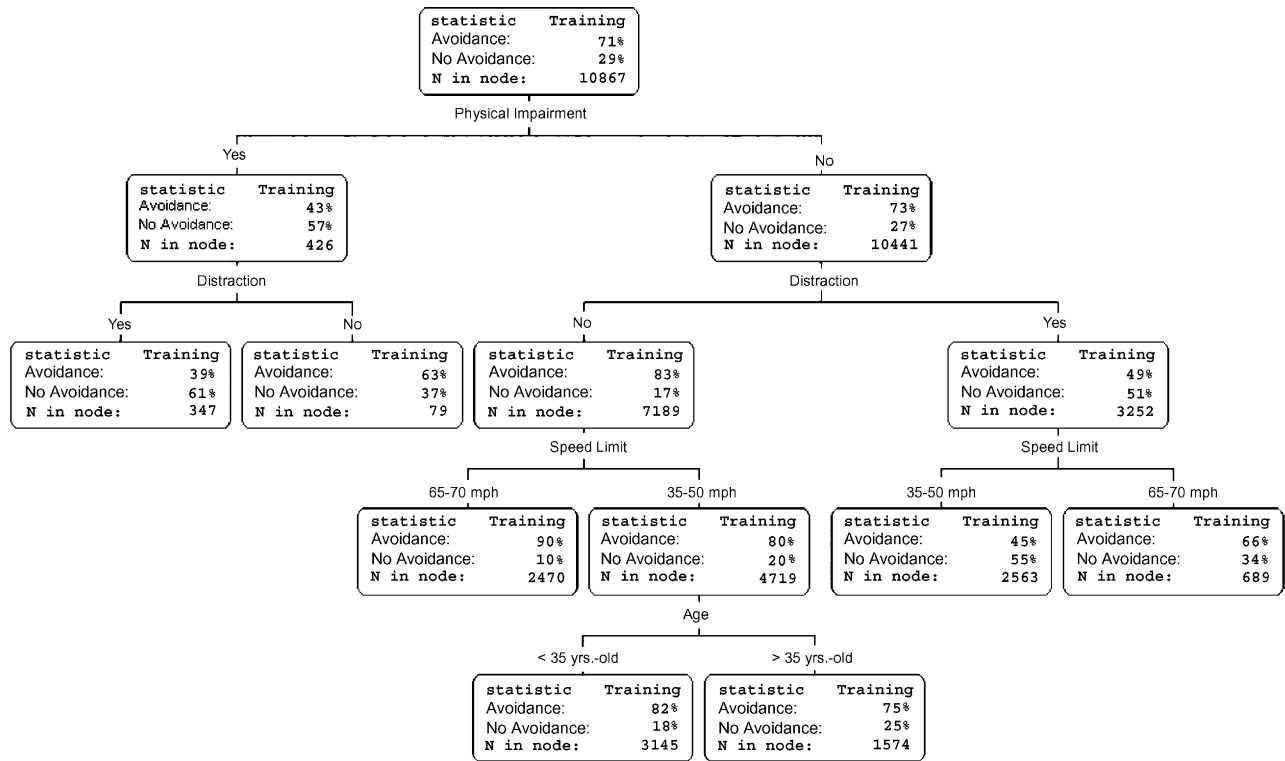 statistic Training
Avoidance: 71%
No Avoidance: 29%
N in node: 10867
Physical Impairment
Yes
No
statistic Training
Avoidance: 43%
No Avoidance: 57%
N in node: 426
statistic Training
Avoidance: 73%
No Avoidance: 27%
N in node: 10441
Distraction
Distraction
Yes
No
No
Yes
statistic Training
Avoidance: 39%
No Avoidance: 61%
N in node: 347
statistic Training
Avoidance: 63%
No Avoidance: 37%
N in node: 79
statistic Training
Avoidance: 83%
No Avoidance: 17%
N in node: 7189
statistic Training
Avoidance: 49%
No Avoidance: 51%
N in node: 3252
Speed Limit
Speed Limit
65-70 mph
35-50 mph
35-50 mph
65-70 mph
statistic Training
Avoidance: 90%
No Avoidance: 10%
N in node: 2470
statistic Training
Avoidance: 80%
No Avoidance: 20%
N in node: 4719
statistic Training
Avoidance: 45%
No Avoidance: 55%
N in node: 2563
statistic Training
Avoidance: 66%
No Avoidance: 34%
N in node: 689
Age
< 35 yrs.-old
> 35 yrs.-old
statistic Training
Avoidance: 82%
No Avoidance: 18%
N in node: 3145
statistic Training
Avoidance: 75%
No Avoidance: 25%
N in node: 1574